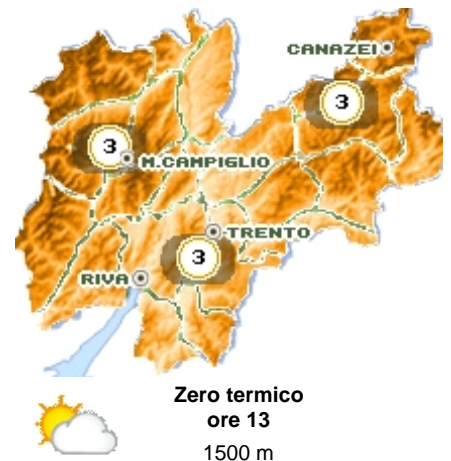 CANAZEI
3
3
M.CAMPIGLIO
TRENTO
3
RIVA
Zero termico
ore 13
1500 m